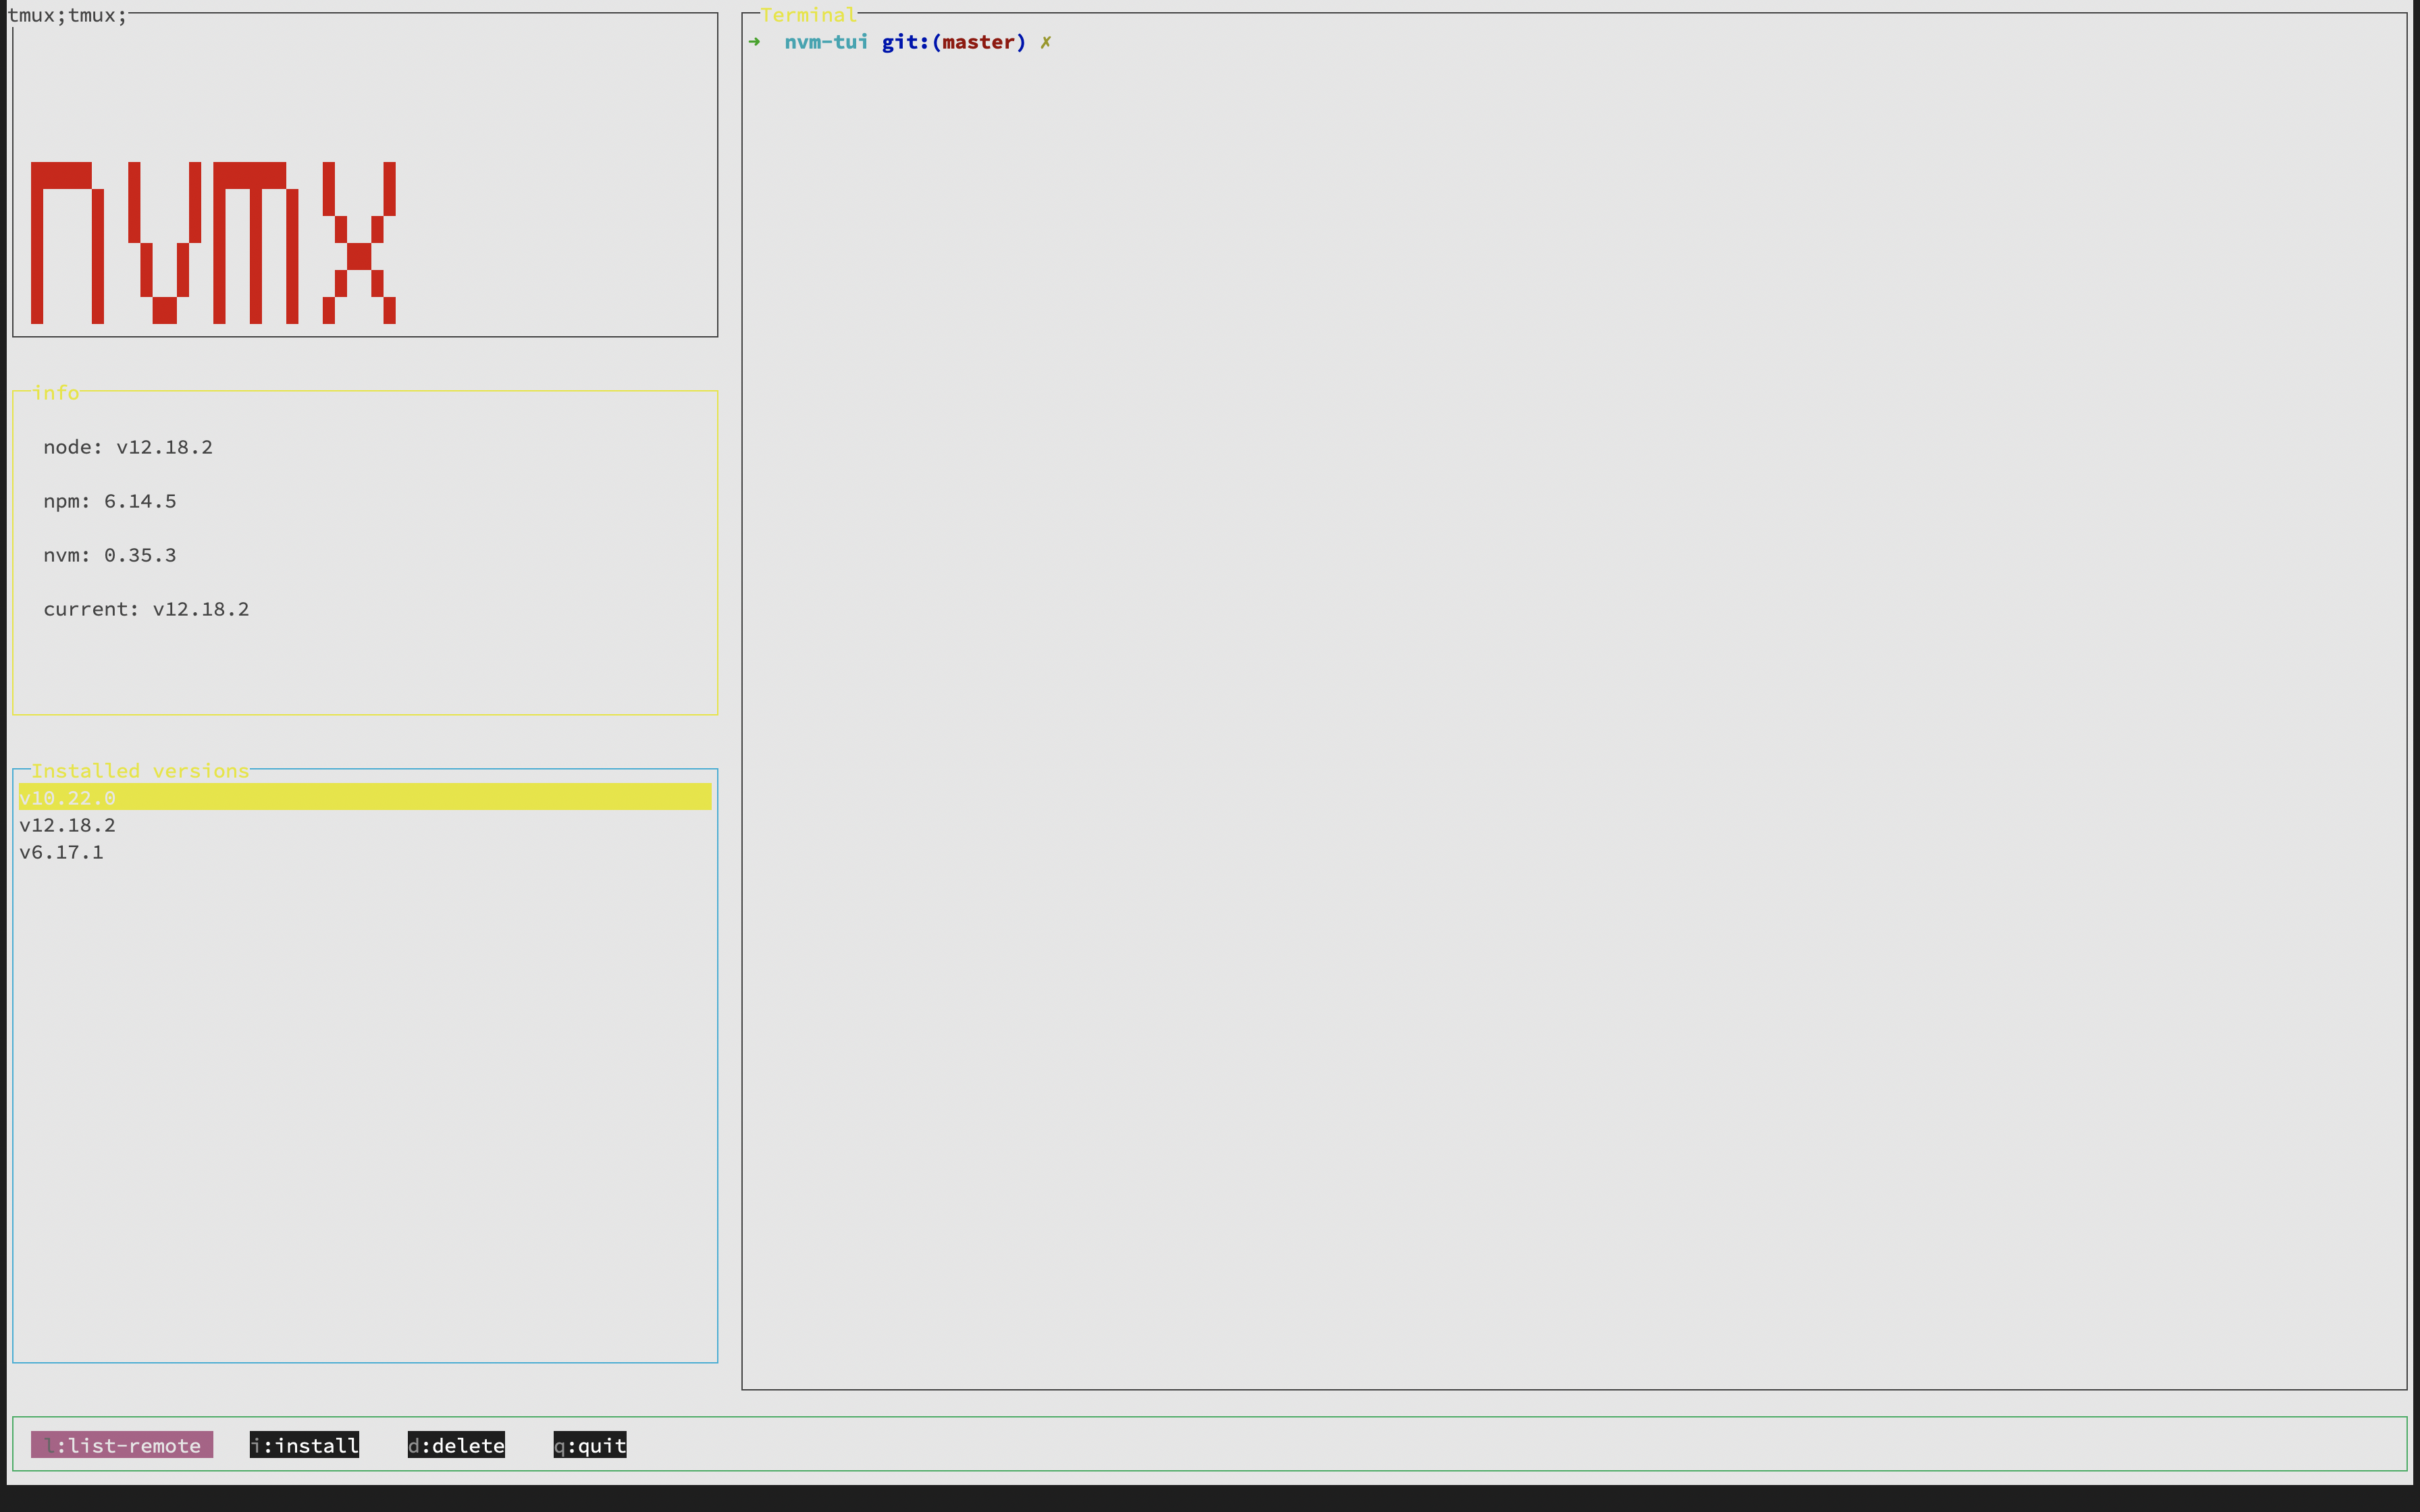 tmux;tmux;
nvmx
info
node: v12.18.2
npm: 6.14.5
nvm: 0.35.3
current: v12.18.2
Installed versions
v10.22.0
v12.18.2
v6.17.1
Terminal
➜ nvm-tui git:(master) ✗
l:list-remote i:install d:delete q:quit